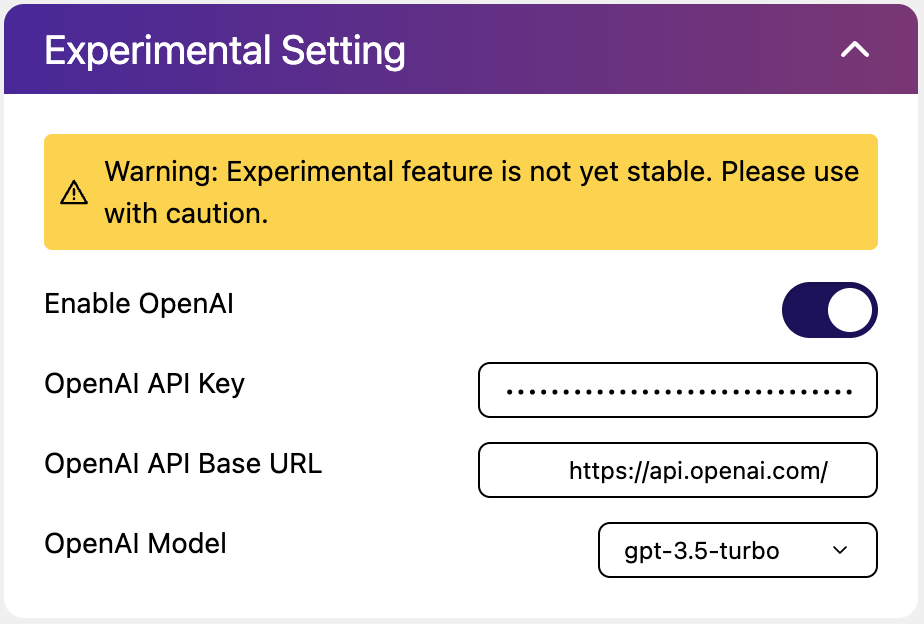 Experimental Setting
Warning: Experimental feature is not yet stable. Please use
with caution.
Enable OpenAI
OpenAI API Key
OpenAI API Base URL
https://api.openai.com/
OpenAI Model
gpt-3.5-turbo